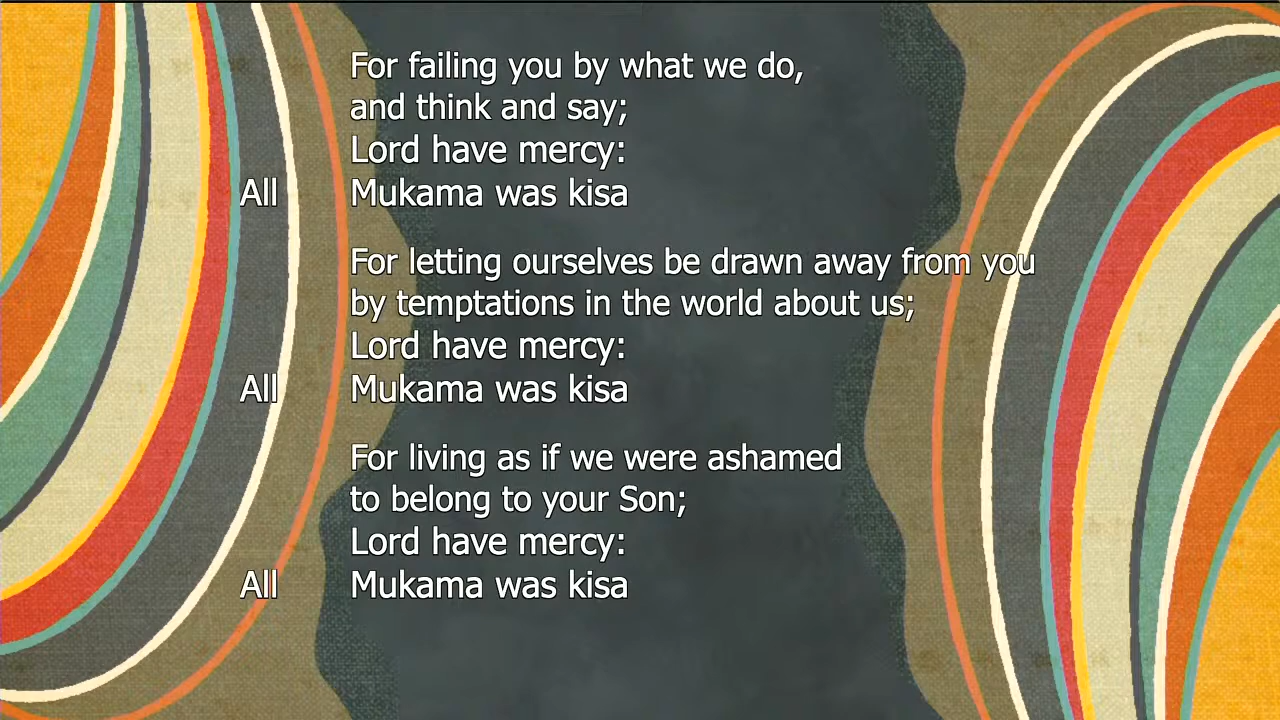 For failing you by what we do,
and think and say;
Lord have mercy:
All Mukama was kisa
For letting ourselves be drawn away from you
by temptations in the world about us;
Lord have mercy:
All Mukama was kisa
For living as if we were ashamed
to belong to your Son;
Lord have mercy:
All Mukama was kisa